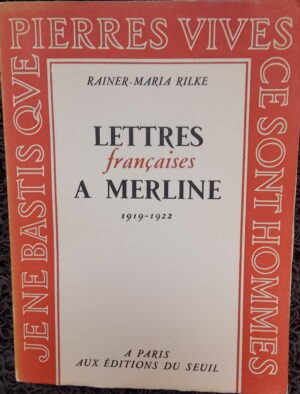 JE NE BASTIS QVE
PIERRES VIVES
CE SONT HOMMES
RAINER-MARIA RILKE
LETTRES
françaises
A MERLINE
1919-1922
A PARIS
AUX ÉDITIONS DU SEUIL